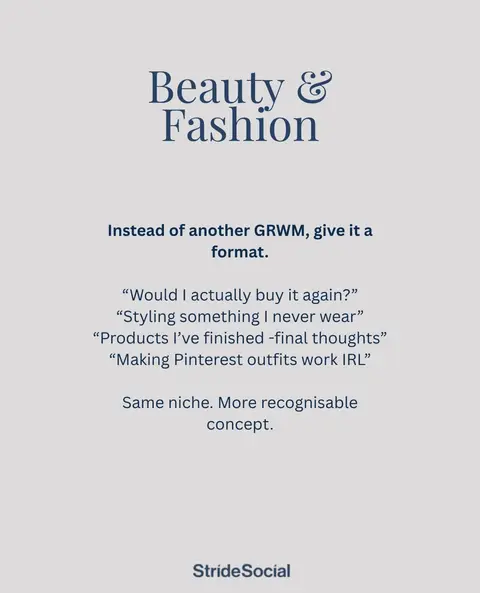 Beauty &
Fashion
Instead of another GRWM, give it a
format.
“Would I actually buy it again?”
“Styling something I never wear”
“Products I’ve finished -final thoughts”
“Making Pinterest outfits work IRL”
Same niche. More recognisable
concept.
StrideSocial